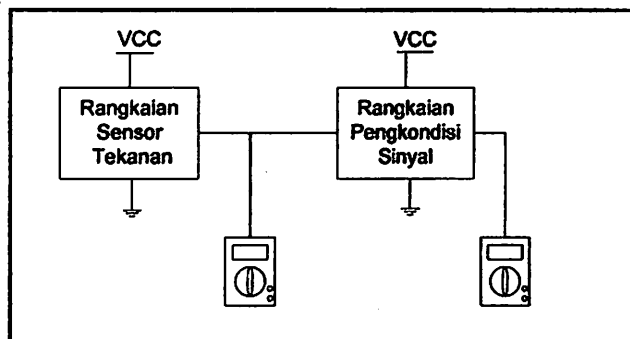 VCC
Rangkaian
Sensor
Tekanan
VCC
Rangkaian
Pengkondisi
Sinyal